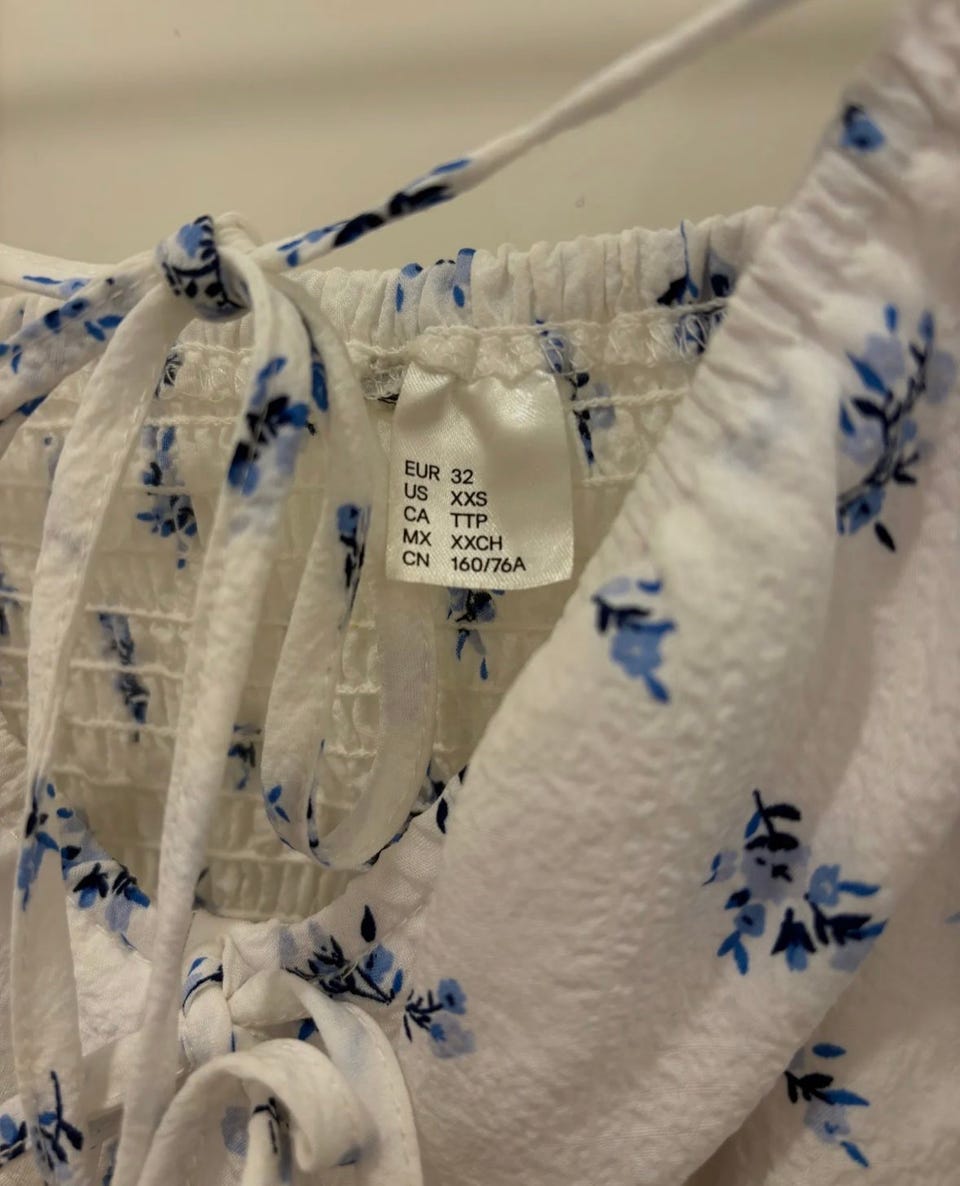 EUR 32
US XXS
CA TTP
MX XXCH
CN 160/76A